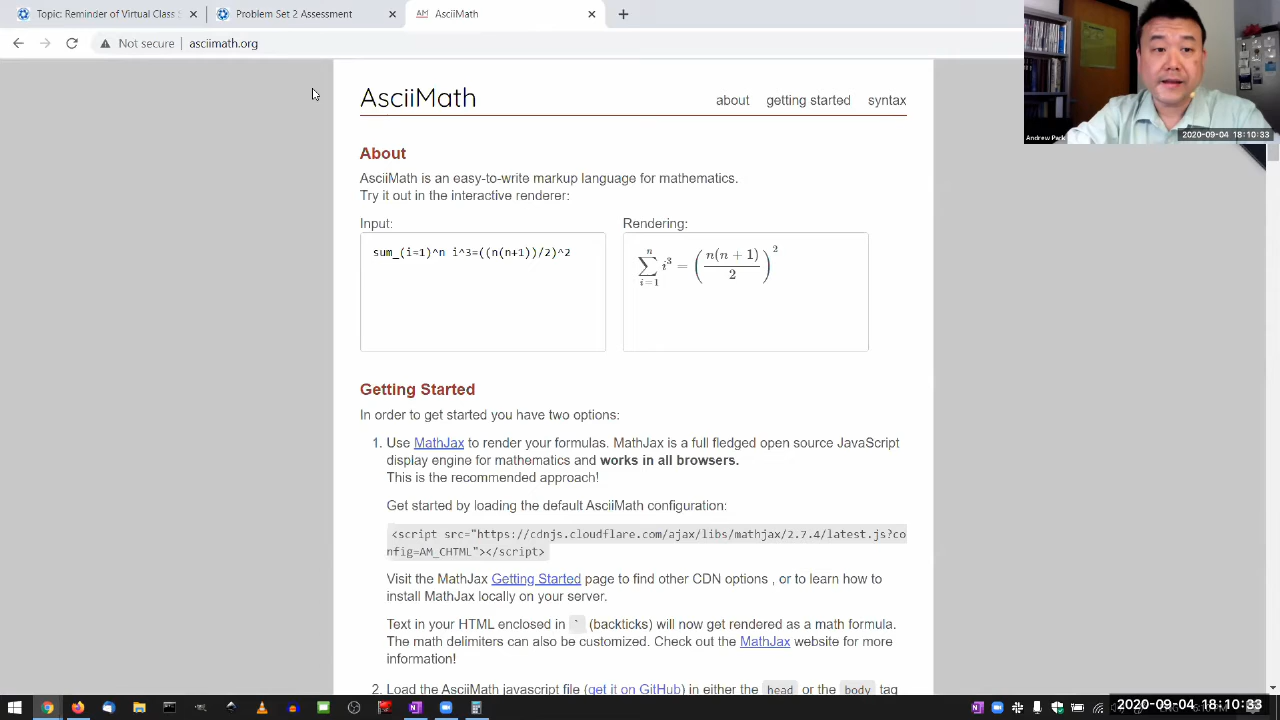 Topic: Reminder of Virtual Class S
Problem Set 2 Assessment
AM AsciiMath
Not secure | asciimath.org
AsciiMath
about getting started syntax
About
AsciiMath is an easy-to-write markup language for mathematics.
Try it out in the interactive renderer:
Input:
Rendering:
sum_(i=1)^n i^3=((n(n+1))/2)^2
∑_{i=1}^{n} i³ = (n(n + 1)/2)²
Getting Started
In order to get started you have two options:
1. Use MathJax to render your formulas. MathJax is a full fledged open source JavaScript
display engine for mathematics and works in all browsers.
This is the recommended approach!
Get started by loading the default AsciiMath configuration:
<script src="https://cdnjs.cloudflare.com/ajax/libs/mathjax/2.7.4/latest.js?co
nfig=AM_CHTML"></script>
Visit the MathJax Getting Started page to find other CDN options , or to learn how to
install MathJax locally on your server.
Text in your HTML enclosed in ` (backticks) will now get rendered as a math formula.
The math delimiters can also be customized. Check out the MathJax website for more
information!
2. Load the AsciiMath javascript file (get it on GitHub) in either the head or the body tag
Andrew Park
2020-09-04 18:10:33
2020-09-04 18:10:33